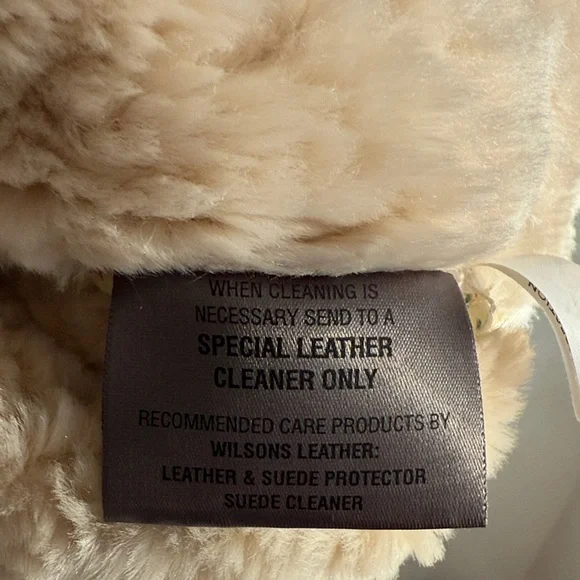 WHEN CLEANING IS
NECESSARY SEND TO A
SPECIAL LEATHER
CLEANER ONLY
RECOMMENDED CARE PRODUCTS BY
WILSONS LEATHER:
LEATHER & SUEDE PROTECTOR
SUEDE CLEANER